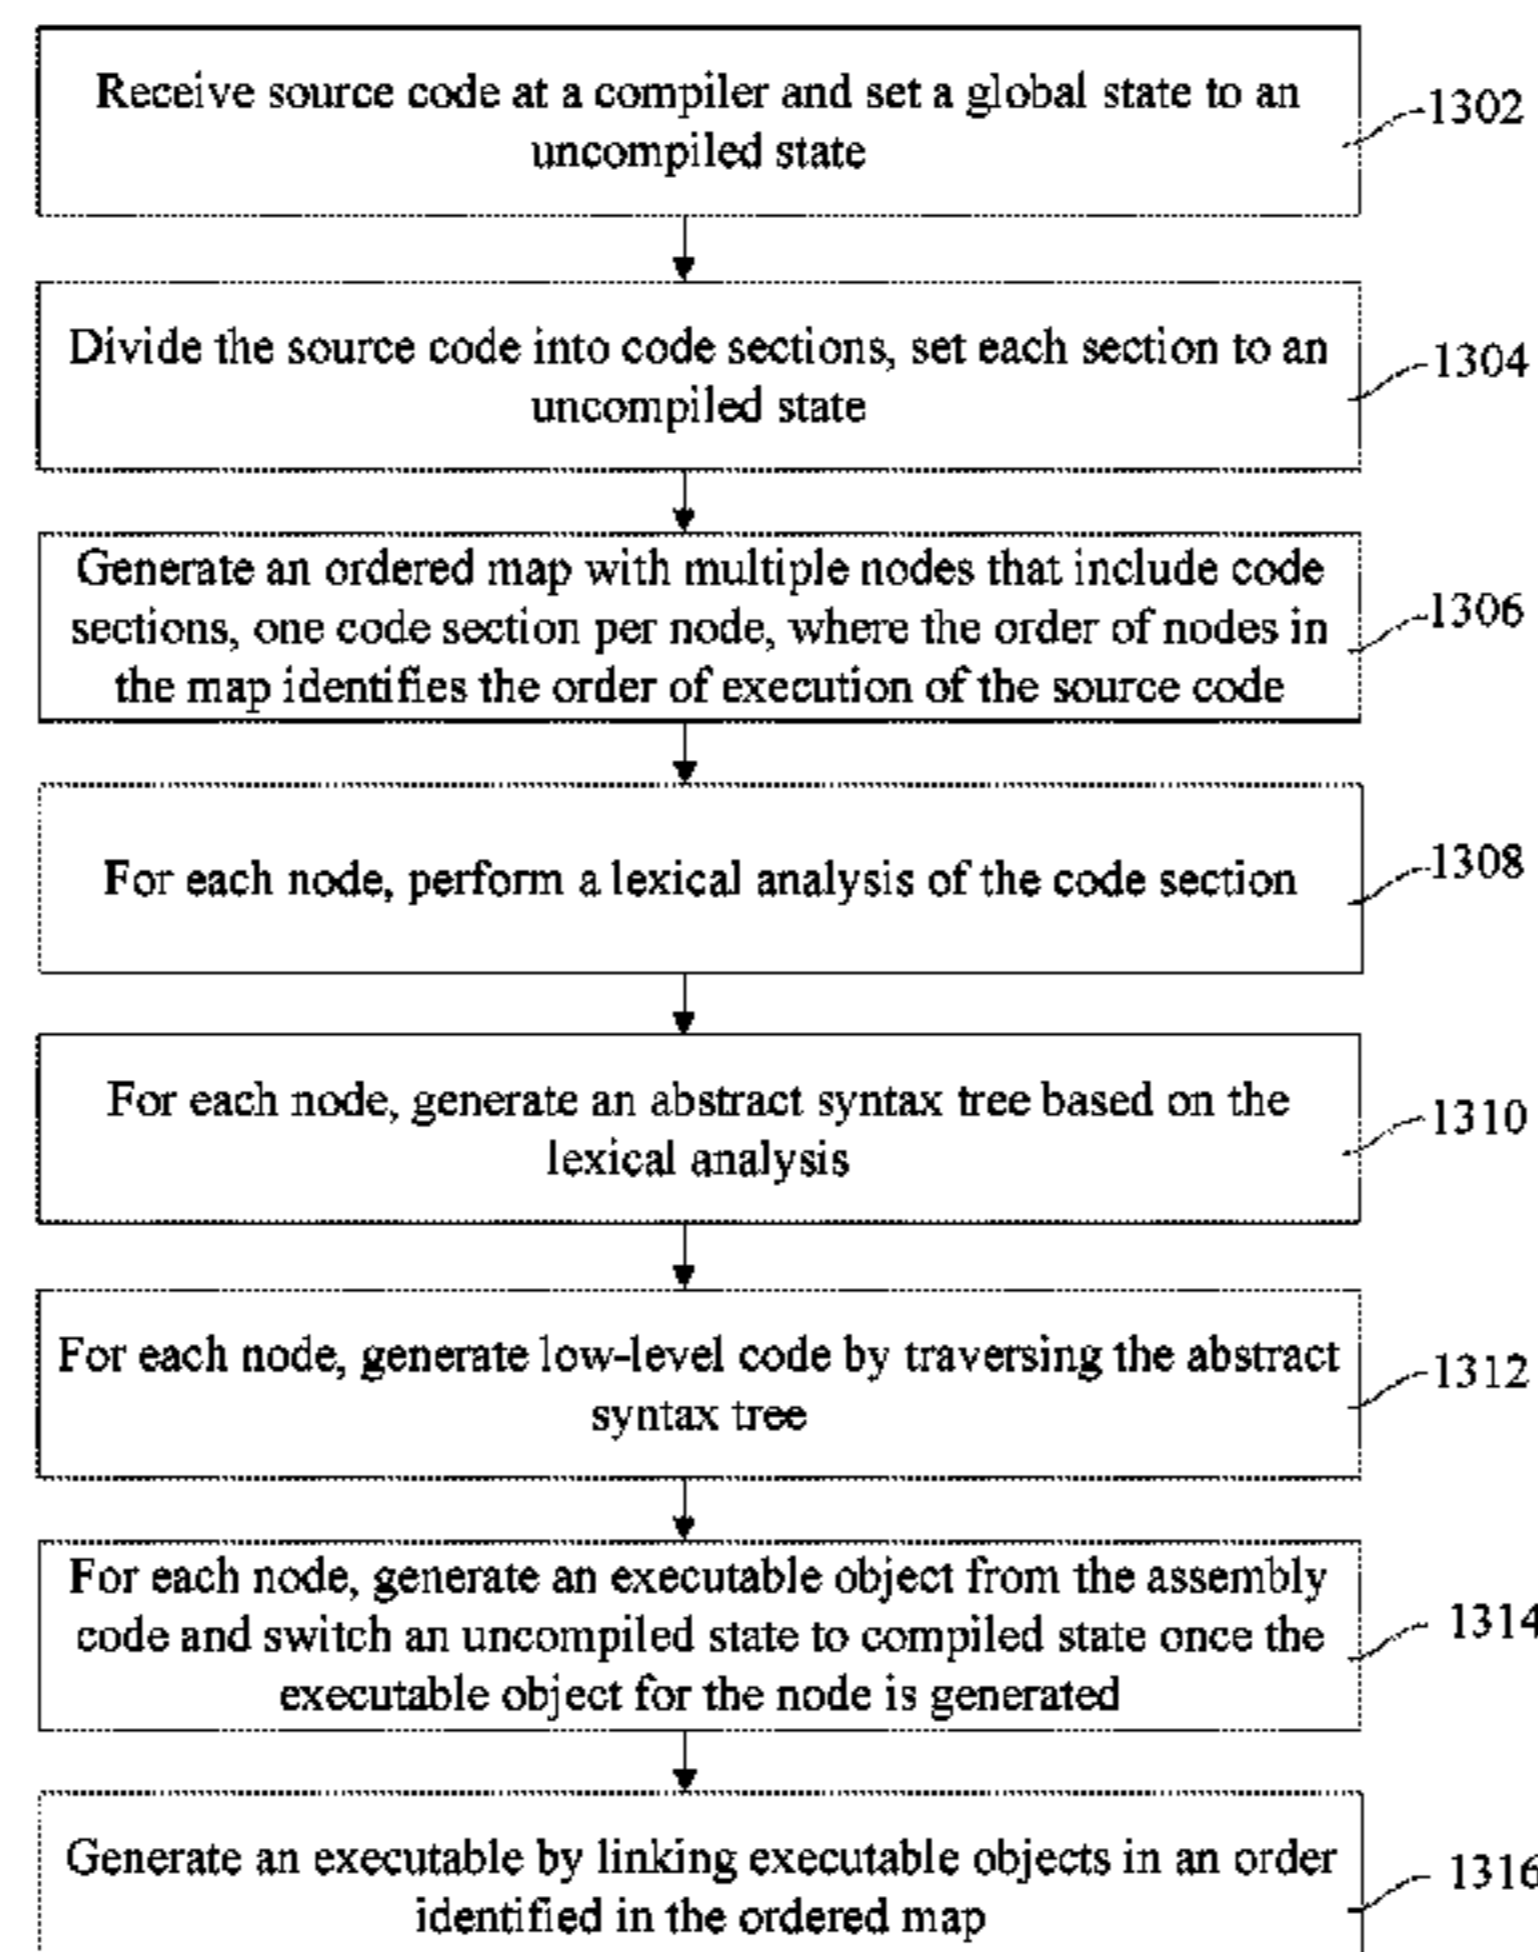 Receive source code at a compiler and set a global state to an
uncompiled state
1302
Divide the source code into code sections, set each section to an
uncompiled state
1304
Generate an ordered map with multiple nodes that include code
sections, one code section per node, where the order of nodes in
the map identifies the order of execution of the source code
1306
For each node, perform a lexical analysis of the code section
1308
For each node, generate an abstract syntax tree based on the
lexical analysis
1310
For each node, generate low-level code by traversing the abstract
syntax tree
1312
For each node, generate an executable object from the assembly
code and switch an uncompiled state to compiled state once the
executable object for the node is generated
1314
Generate an executable by linking executable objects in an order
identified in the ordered map
1316